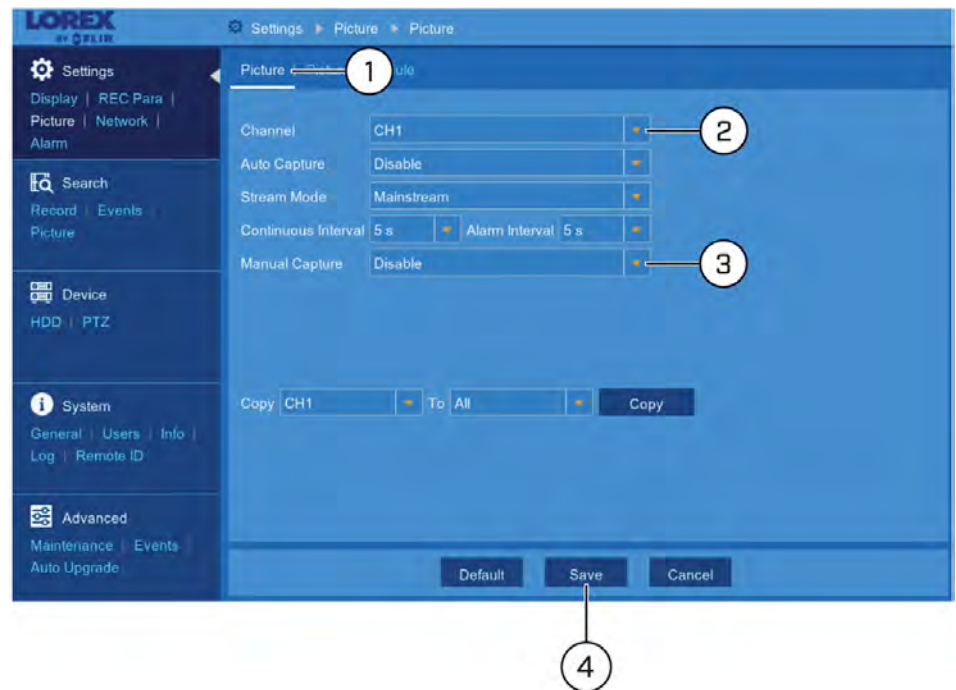 LOREX
BY FLIR
Settings ▶ Picture ▶ Picture
Settings
Display | REC Para |
Picture | Network |
Alarm
Search
Record | Events
Picture
Device
HDD | PTZ
System
General | Users | Info |
Log | Remote ID
Advanced
Maintenance | Events
Auto Upgrade
Picture
1
Channel CH1
2
Auto Capture Disable
Stream Mode Mainstream
Continuous Interval 5 s Alarm Interval 5 s
Manual Capture Disable
3
Copy CH1 To All Copy
Default Save Cancel
4